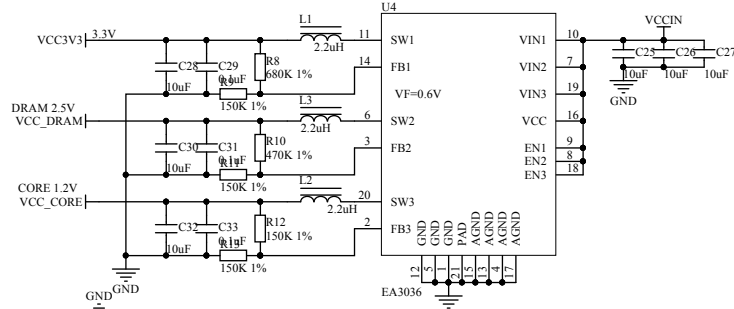 U4
L1
VCCIN
VCC3V3 3.3V 2.2uH 11 SW1 VIN1 10
C28 C29 R8 14 FB1 VIN2 7 C25 C26 C27
0.1uF 680K 1%
10uF R9 150K 1% VF=0.6V VIN3 19 10uF 10uF 10uF
GND
DRAM 2.5V L3
VCC_DRAM 2.2uH 6 SW2 VCC 16
C30 C31 R10 3 FB2 EN1 9
0.1uF 470K 1% EN2 8
10uF R11 150K 1% EN3 18
CORE 1.2V L2
VCC_CORE 2.2uH 20 SW3
C32 C33 R12 2 FB3
0.1uF 150K 1%
10uF R13 150K 1%
GND GND GND PAD AGND AGND AGND AGND
12 5 1 21 15 13 4 17
GND
EA3036
GND